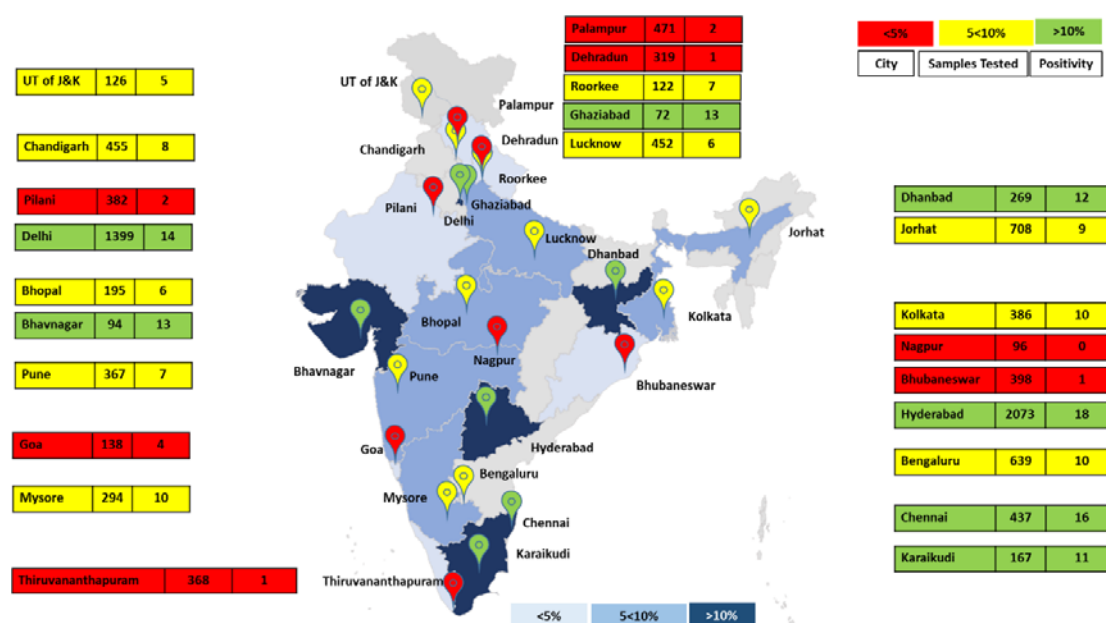 Palampur 471 2
Dehradun 319 1
Roorkee 122 7
Ghaziabad 72 13
Lucknow 452 6
<5% 5<10% >10%
City Samples Tested Positivity
UT of J&K 126 5
Chandigarh 455 8
Pilani 382 2
Delhi 1399 14
Bhopal 195 6
Bhavnagar 94 13
Pune 367 7
Goa 138 4
Mysore 294 10
Thiruvananthapuram 368 1
UT of J&K
Palampur
Chandigarh
Dehradun
Roorkee
Pilani
Ghaziabad
Delhi
Lucknow
Jorhat
Dhanbad
Bhopal
Kolkata
Nagpur
Bhavnagar
Pune
Bhubaneswar
Goa
Hyderabad
Bengaluru
Mysore
Chennai
Karaikudi
Thiruvananthapuram
Dhanbad 269 12
Jorhat 708 9
Kolkata 386 10
Nagpur 96 0
Bhubaneswar 398 1
Hyderabad 2073 18
Bengaluru 639 10
Chennai 437 16
Karaikudi 167 11
<5% 5<10% >10%